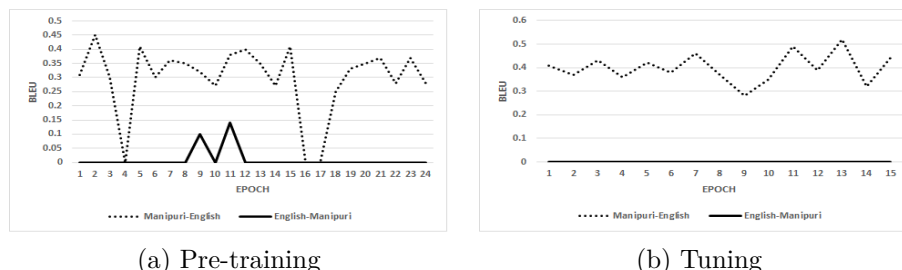 0.5
0.45
0.4
0.35
0.3
0.25
0.2
0.15
0.1
0.05
0
BLEU
1 2 3 4 5 6 7 8 9 10 11 12 13 14 15 16 17 18 19 20 21 22 23 24
EPOCH
Manipuri-English English-Manipuri
(a) Pre-training
0.6
0.5
0.4
0.3
0.2
0.1
0
BLEU
1 2 3 4 5 6 7 8 9 10 11 12 13 14 15
EPOCH
Manipuri-English English-Manipuri
(b) Tuning